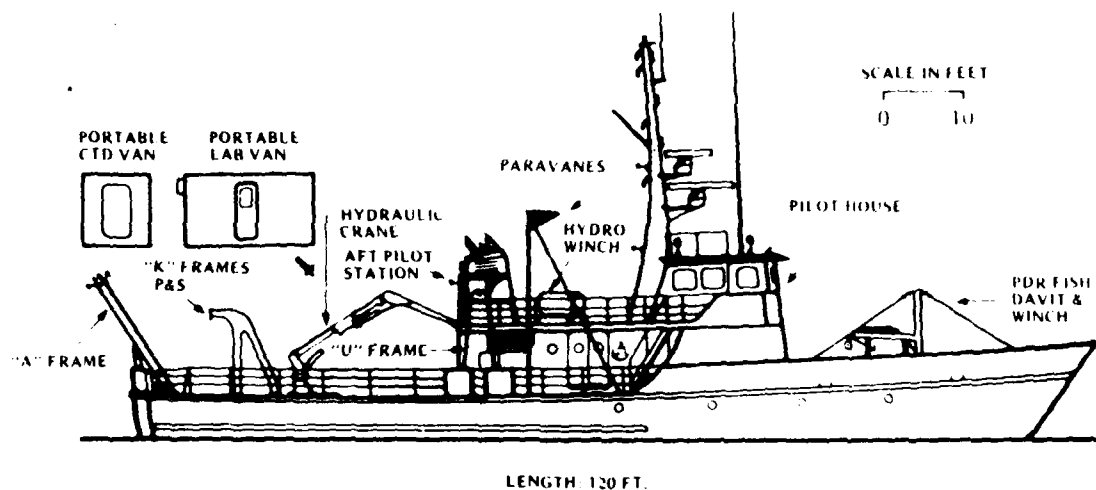 SCALE IN FEET
0 10
PORTABLE
CTD VAN
PORTABLE
LAB VAN
PARAVANES
HYDRAULIC
CRANE
HYDRO
WINCH
PILOT HOUSE
AFT PILOT
STATION
"K" FRAMES
P&S
PDR FISH
DAVIT &
WINCH
"A" FRAME
"U" FRAME
LENGTH: 120 FT.